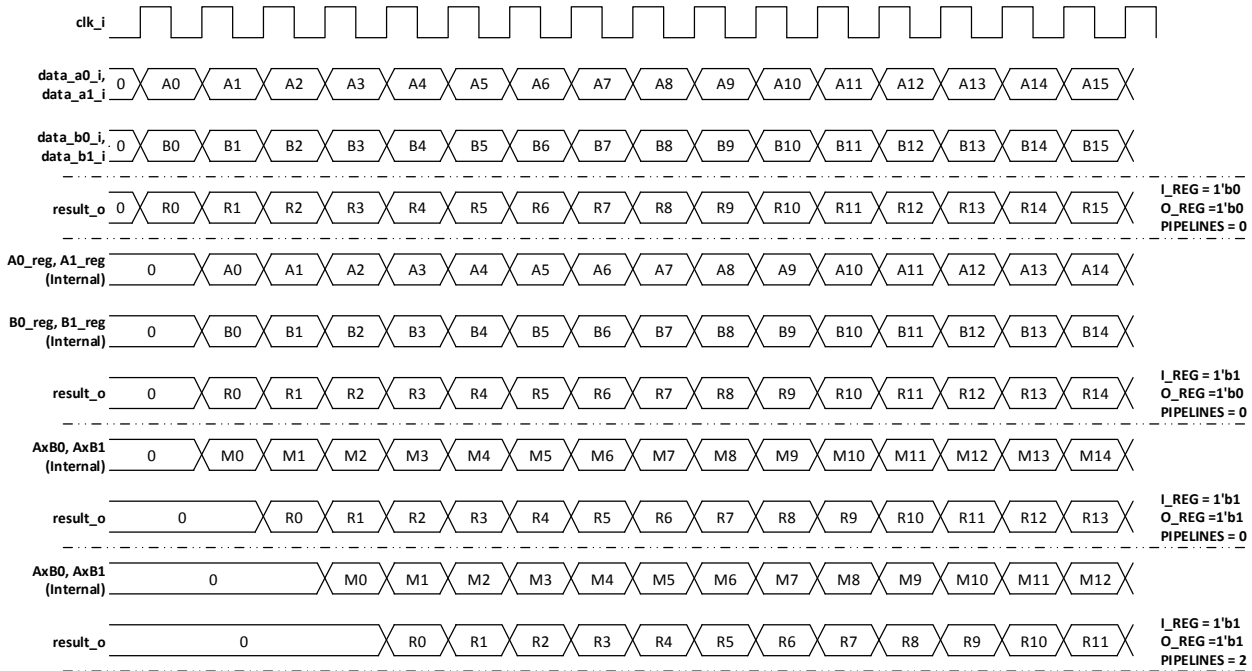 clk_i
data_a0_i,
data_a1_i
0 A0 A1 A2 A3 A4 A5 A6 A7 A8 A9 A10 A11 A12 A13 A14 A15
data_b0_i,
data_b1_i
0 B0 B1 B2 B3 B4 B5 B6 B7 B8 B9 B10 B11 B12 B13 B14 B15
result_o 0 R0 R1 R2 R3 R4 R5 R6 R7 R8 R9 R10 R11 R12 R13 R14 R15
I_REG = 1'b0
O_REG =1'b0
PIPELINES = 0
A0_reg, A1_reg
(Internal)
0 A0 A1 A2 A3 A4 A5 A6 A7 A8 A9 A10 A11 A12 A13 A14
B0_reg, B1_reg
(Internal)
0 B0 B1 B2 B3 B4 B5 B6 B7 B8 B9 B10 B11 B12 B13 B14
result_o 0 R0 R1 R2 R3 R4 R5 R6 R7 R8 R9 R10 R11 R12 R13 R14
I_REG = 1'b1
O_REG =1'b0
PIPELINES = 0
AxB0, AxB1
(Internal)
0 M0 M1 M2 M3 M4 M5 M6 M7 M8 M9 M10 M11 M12 M13 M14
result_o 0 R0 R1 R2 R3 R4 R5 R6 R7 R8 R9 R10 R11 R12 R13
I_REG = 1'b1
O_REG =1'b1
PIPELINES = 0
AxB0, AxB1
(Internal)
0 M0 M1 M2 M3 M4 M5 M6 M7 M8 M9 M10 M11 M12
result_o 0 R0 R1 R2 R3 R4 R5 R6 R7 R8 R9 R10 R11
I_REG = 1'b1
O_REG =1'b1
PIPELINES = 2